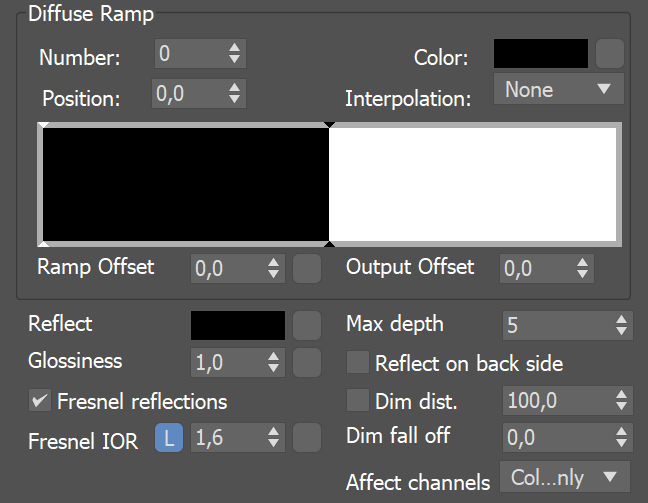 Diffuse Ramp
Number: 0 Color:
Position: 0,0 Interpolation: None
Ramp Offset 0,0 Output Offset 0,0
Reflect Max depth 5
Glossiness 1,0 Reflect on back side
Fresnel reflections Dim dist. 100,0
Fresnel IOR L 1,6 Dim fall off 0,0
Affect channels Col...nly